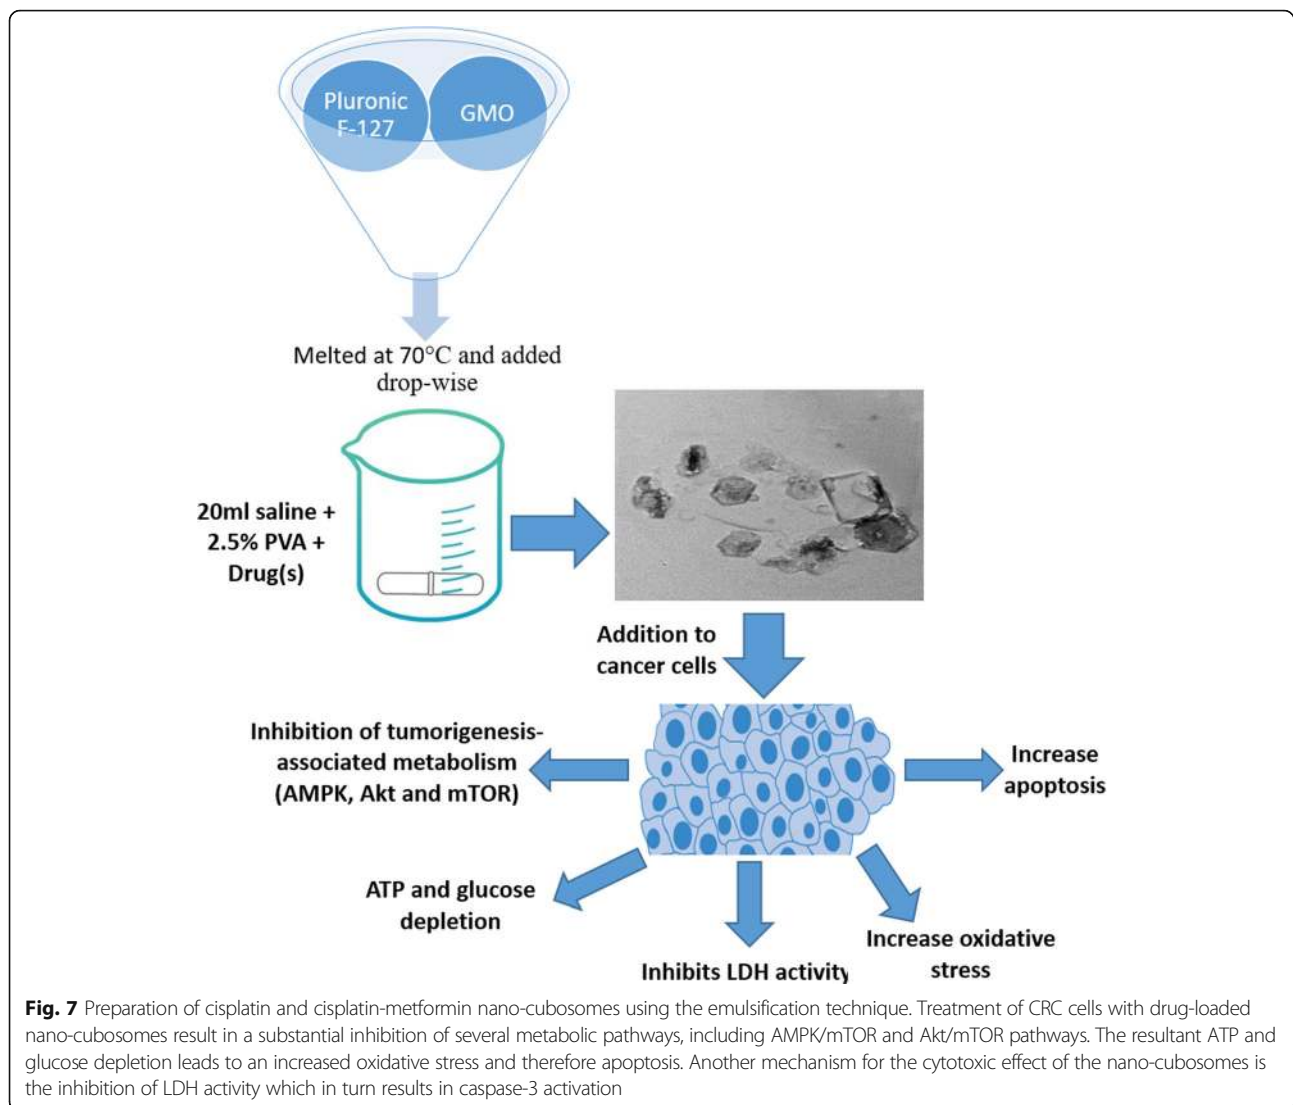 Pluronic
F-127
GMO
Melted at 70°C and added
drop-wise
20ml saline +
2.5% PVA +
Drug(s)
Addition to
cancer cells
Inhibition of tumorigenesis-
associated metabolism
(AMPK, Akt and mTOR)
Increase
apoptosis
ATP and glucose
depletion
Inhibits LDH activity
Increase oxidative
stress
Fig. 7 Preparation of cisplatin and cisplatin-metformin nano-cubosomes using the emulsification technique. Treatment of CRC cells with drug-loaded
nano-cubosomes result in a substantial inhibition of several metabolic pathways, including AMPK/mTOR and Akt/mTOR pathways. The resultant ATP and
glucose depletion leads to an increased oxidative stress and therefore apoptosis. Another mechanism for the cytotoxic effect of the nano-cubosomes is
the inhibition of LDH activity which in turn results in caspase-3 activation